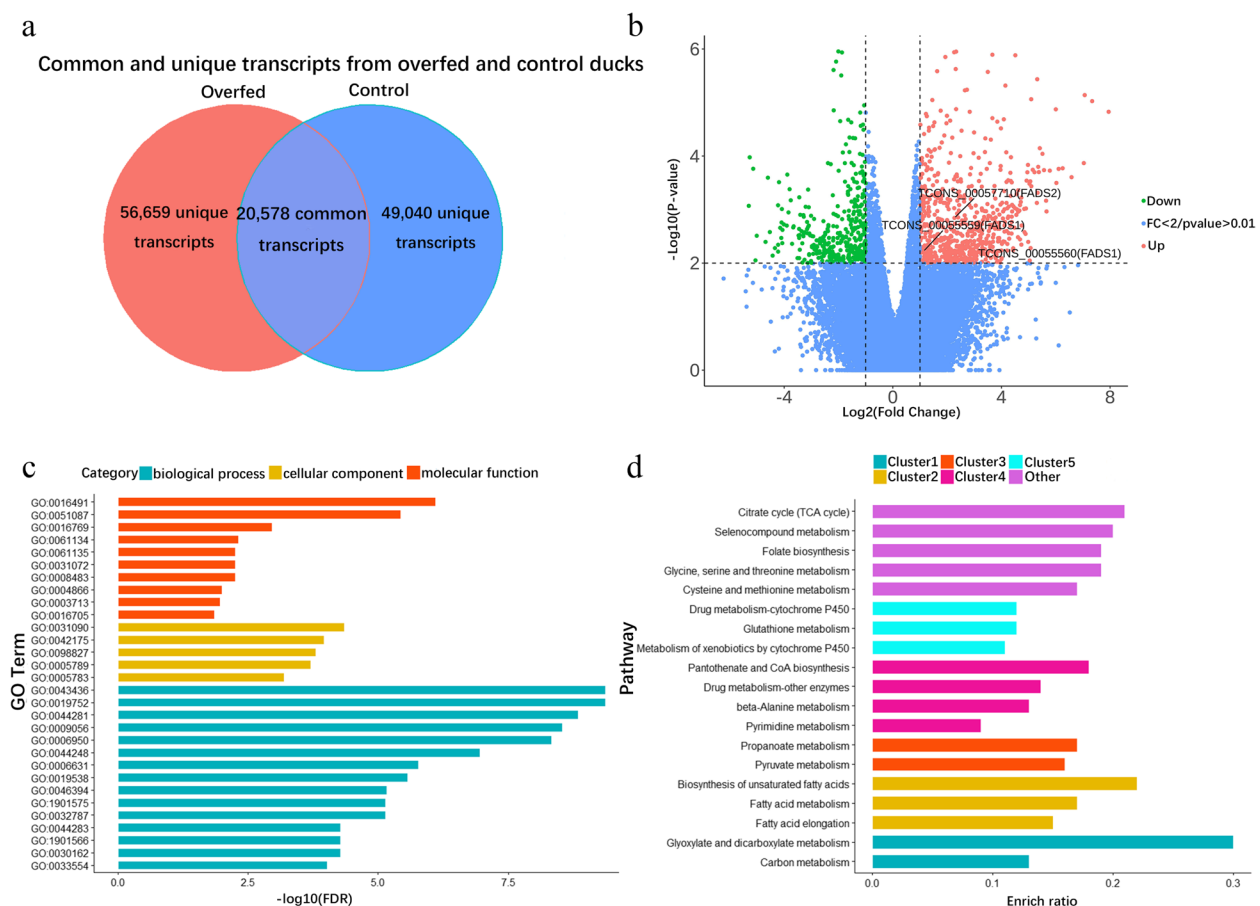 a
Common and unique transcripts from overfed and control ducks
Overfed
Control
56,659 unique
transcripts
20,578 common
transcripts
49,040 unique
transcripts
b
-Log10(P-value)
6
4
2
0
TCONS_00057710(FADS2)
TCONS_00055559(FADS1)
TCONS_00055560(FADS1)
-4
0
4
8
Log2(Fold Change)
Down
FC<2/pvalue>0.01
Up
c
Category
biological process
cellular component
molecular function
GO Term
GO:0016491
GO:0051087
GO:0016769
GO:0061134
GO:0061135
GO:0031072
GO:0008483
GO:0004866
GO:0003713
GO:0016705
GO:0031090
GO:0042175
GO:0098827
GO:0005789
GO:0005783
GO:0043436
GO:0019752
GO:0044281
GO:0009056
GO:0006950
GO:0044248
GO:0006631
GO:0019538
GO:0046394
GO:1901575
GO:0032787
GO:0044283
GO:1901566
GO:0030162
GO:0033554
0.0
2.5
5.0
7.5
-log10(FDR)
d
Cluster1
Cluster3
Cluster5
Cluster2
Cluster4
Other
Pathway
Citrate cycle (TCA cycle)
Selenocompound metabolism
Folate biosynthesis
Glycine, serine and threonine metabolism
Cysteine and methionine metabolism
Drug metabolism-cytochrome P450
Glutathione metabolism
Metabolism of xenobiotics by cytochrome P450
Pantothenate and CoA biosynthesis
Drug metabolism-other enzymes
beta-Alanine metabolism
Pyrimidine metabolism
Propanoate metabolism
Pyruvate metabolism
Biosynthesis of unsaturated fatty acids
Fatty acid metabolism
Fatty acid elongation
Glyoxylate and dicarboxylate metabolism
Carbon metabolism
0.0
0.1
0.2
0.3
Enrich ratio